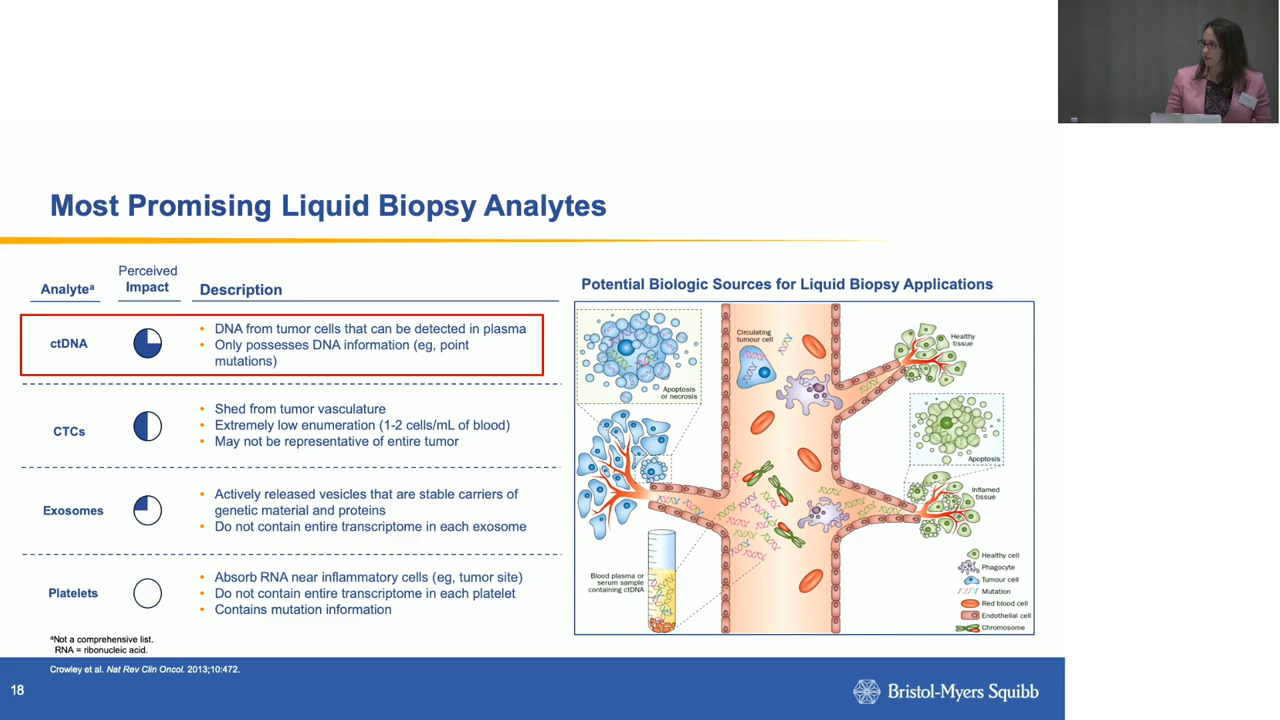 Most Promising Liquid Biopsy Analytes
Analyteᵃ
Perceived
Impact
Description
ctDNA
• DNA from tumor cells that can be detected in plasma
• Only possesses DNA information (eg, point
mutations)
CTCs
• Shed from tumor vasculature
• Extremely low enumeration (1-2 cells/mL of blood)
• May not be representative of entire tumor
Exosomes
• Actively released vesicles that are stable carriers of
genetic material and proteins
• Do not contain entire transcriptome in each exosome
Platelets
• Absorb RNA near inflammatory cells (eg, tumor site)
• Do not contain entire transcriptome in each platelet
• Contains mutation information
ᵃNot a comprehensive list.
RNA = ribonucleic acid.
Potential Biologic Sources for Liquid Biopsy Applications
Apoptosis
or necrosis
Circulating
tumour cell
Healthy
tissue
Apoptosis
Inflamed
tissue
Blood plasma or
serum sample
containing ctDNA
Healthy cell
Phagocyte
Tumour cell
Mutation
Red blood cell
Endothelial cell
Chromosome
Crowley et al. Nat Rev Clin Oncol. 2013;10:472.
18
Bristol-Myers Squibb